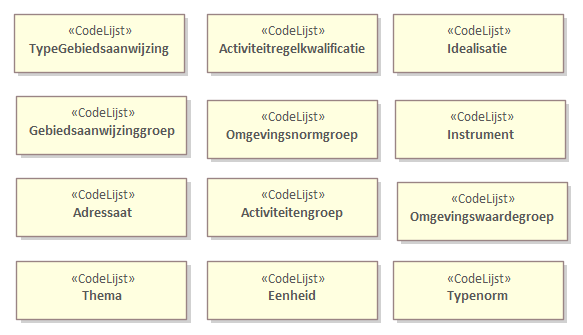 «CodeLijst»
TypeGebiedsaanwijzing
«CodeLijst»
Activiteitregelkwalificatie
«CodeLijst»
Idealisatie
«CodeLijst»
Gebiedsaanwijzinggroep
«CodeLijst»
Omgevingsnormgroep
«CodeLijst»
Instrument
«CodeLijst»
Adressaat
«CodeLijst»
Activiteitengroep
«CodeLijst»
Omgevingswaardegroep
«CodeLijst»
Thema
«CodeLijst»
Eenheid
«CodeLijst»
Typenorm